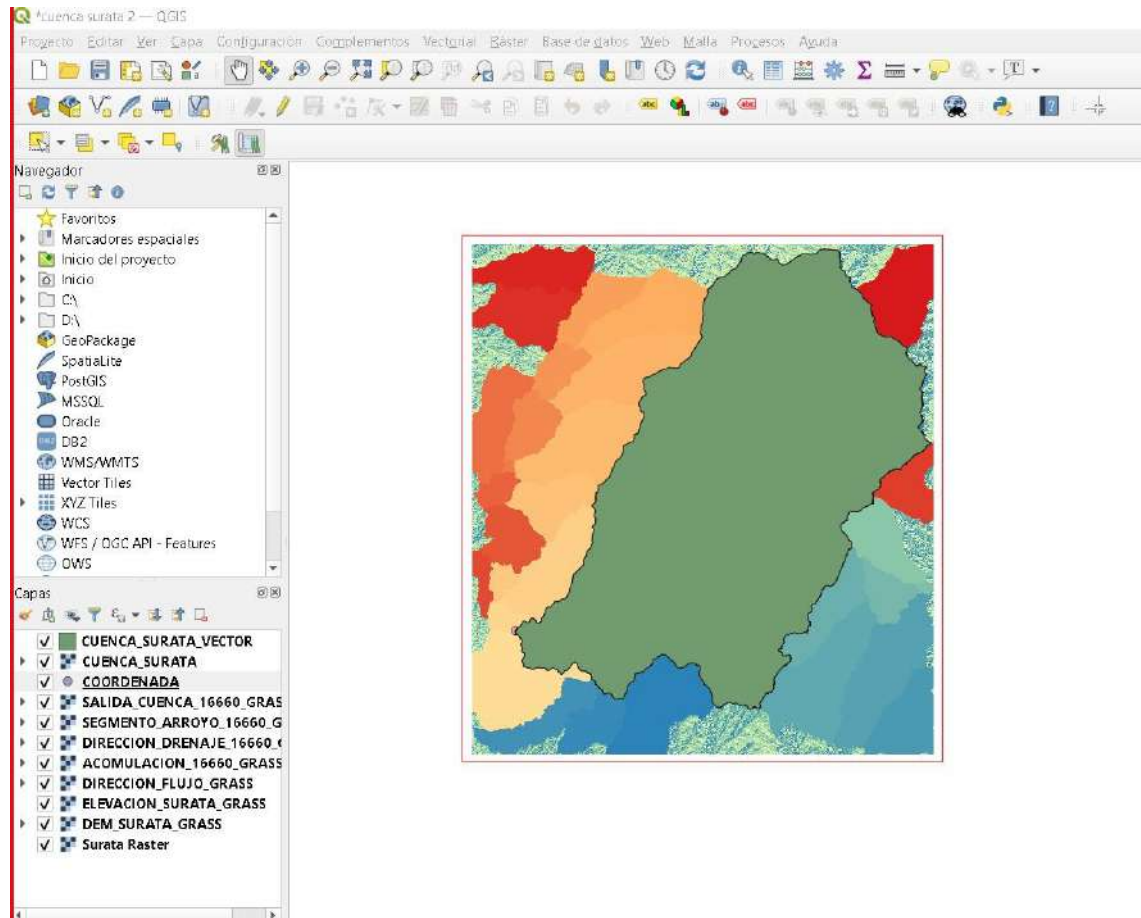 *cuenca surata 2 — QGIS
Proyecto Editar Ver Capa Configuración Complementos Vectorial Ráster Base de datos Web Malla Procesos Ayuda
Navegador
Favoritos
Marcadores espaciales
Inicio del proyecto
Inicio
C:\
D:\
GeoPackage
SpatiaLite
PostGIS
MSSQL
Oracle
DB2
WMS/WMTS
Vector Tiles
XYZ Tiles
WCS
WFS / OGC API - Features
OWS
Capas
CUENCA_SURATA_VECTOR
CUENCA_SURATA
COORDENADA
SALIDA_CUENCA_16660_GRAS
SEGMENTO_ARROYO_16660_G
DIRECCION_DRENAJE_16660_
ACOMULACION_16660_GRASS
DIRECCION_FLUJO_GRASS
ELEVACION_SURATA_GRASS
DEM_SURATA_GRASS
Surata Raster